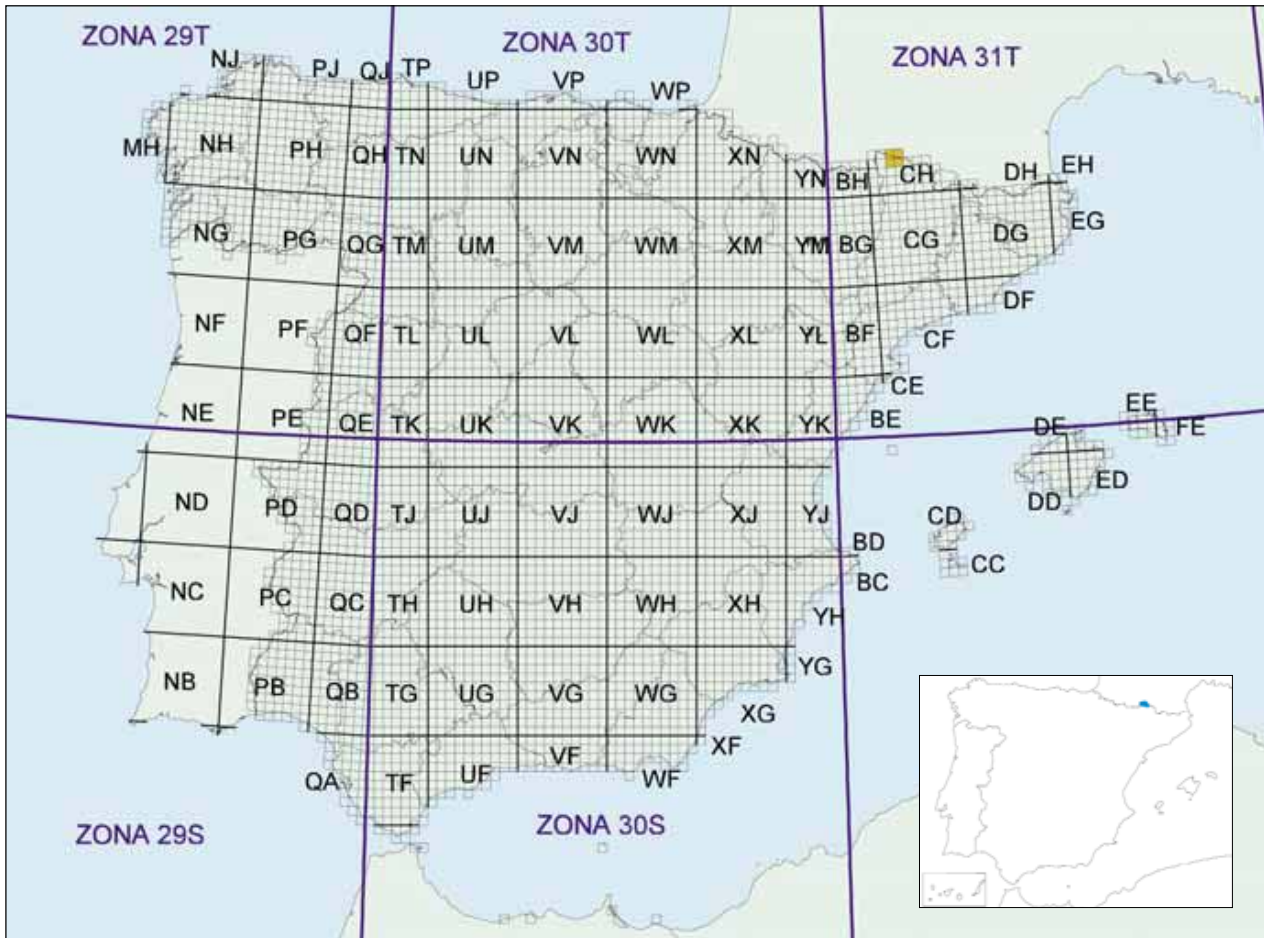 ZONA 29T
ZONA 30T
ZONA 31T
NJ
PJ
QJ
TP
UP
VP
WP
MH
NH
PH
QH
TN
UN
VN
WN
XN
YN
BH
CH
DH
EH
NG
PG
QG
TM
UM
VM
WM
XM
YM
BG
CG
DG
EG
NF
PF
QF
TL
UL
VL
WL
XL
YL
BF
CF
DF
NE
PE
QE
TK
UK
VK
WK
XK
YK
BE
CE
DE
EE
FE
ND
PD
QD
TJ
UJ
VJ
WJ
XJ
YJ
BD
CD
DD
ED
NC
PC
QC
TH
UH
VH
WH
XH
YH
BC
CC
NB
PB
QB
TG
UG
VG
WG
XG
YG
QA
TF
UF
VF
WF
XF
ZONA 29S
ZONA 30S